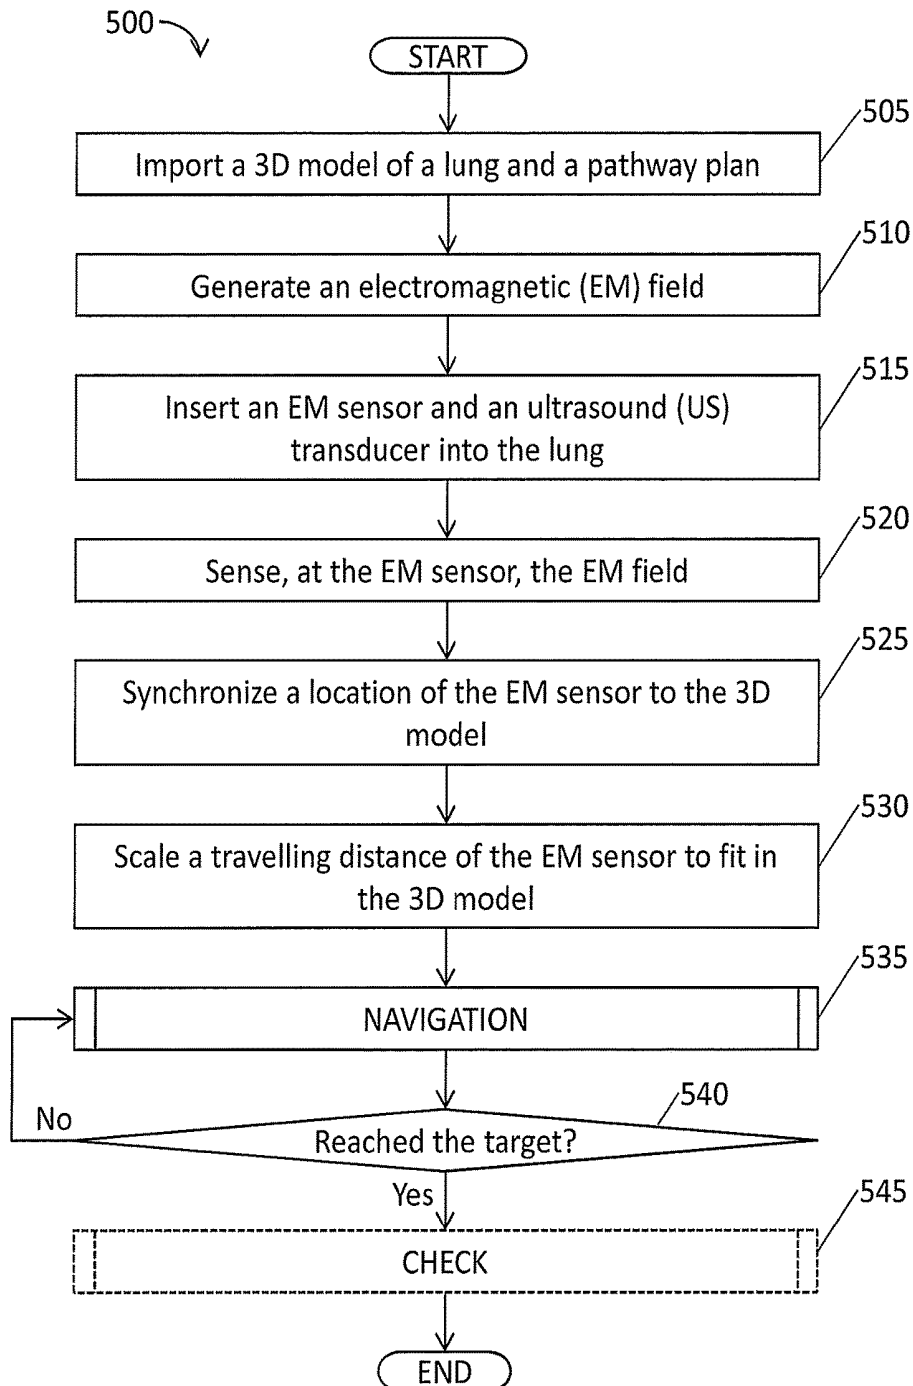 500
START
505
Import a 3D model of a lung and a pathway plan
510
Generate an electromagnetic (EM) field
515
Insert an EM sensor and an ultrasound (US)
transducer into the lung
520
Sense, at the EM sensor, the EM field
525
Synchronize a location of the EM sensor to the 3D
model
530
Scale a travelling distance of the EM sensor to fit in
the 3D model
535
NAVIGATION
540
No
Reached the target?
Yes
545
CHECK
END